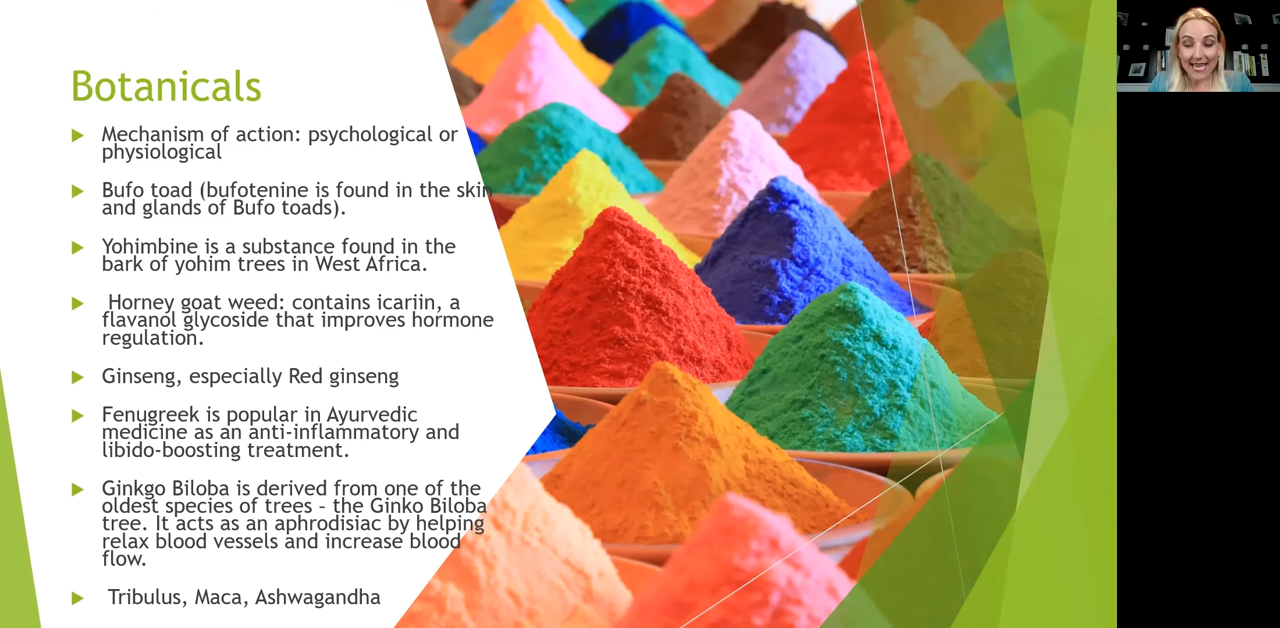 Botanicals
Mechanism of action: psychological or
physiological
Bufo toad (bufotenine is found in the skin
and glands of Bufo toads).
Yohimbine is a substance found in the
bark of yohim trees in West Africa.
Horney goat weed: contains icariin, a
flavanol glycoside that improves hormone
regulation.
Ginseng, especially Red ginseng
Fenugreek is popular in Ayurvedic
medicine as an anti-inflammatory and
libido-boosting treatment.
Ginkgo Biloba is derived from one of the
oldest species of trees – the Ginko Biloba
tree. It acts as an aphrodisiac by helping
relax blood vessels and increase blood
flow.
Tribulus, Maca, Ashwagandha